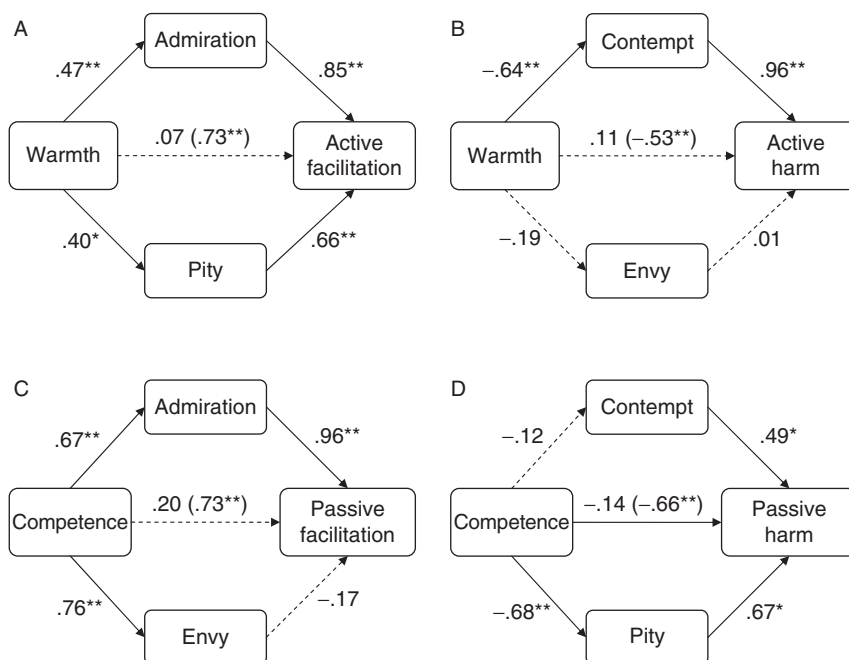 A
Admiration
.47**
.85**
Warmth
.07 (.73**)
Active
facilitation
.40*
.66**
Pity
B
Contempt
−.64**
.96**
Warmth
.11 (−.53**)
Active
harm
−.19
.01
Envy
C
Admiration
.67**
.96**
Competence
.20 (.73**)
Passive
facilitation
.76**
−.17
Envy
D
Contempt
−.12
.49*
Competence
−.14 (−.66**)
Passive
harm
−.68**
.67*
Pity